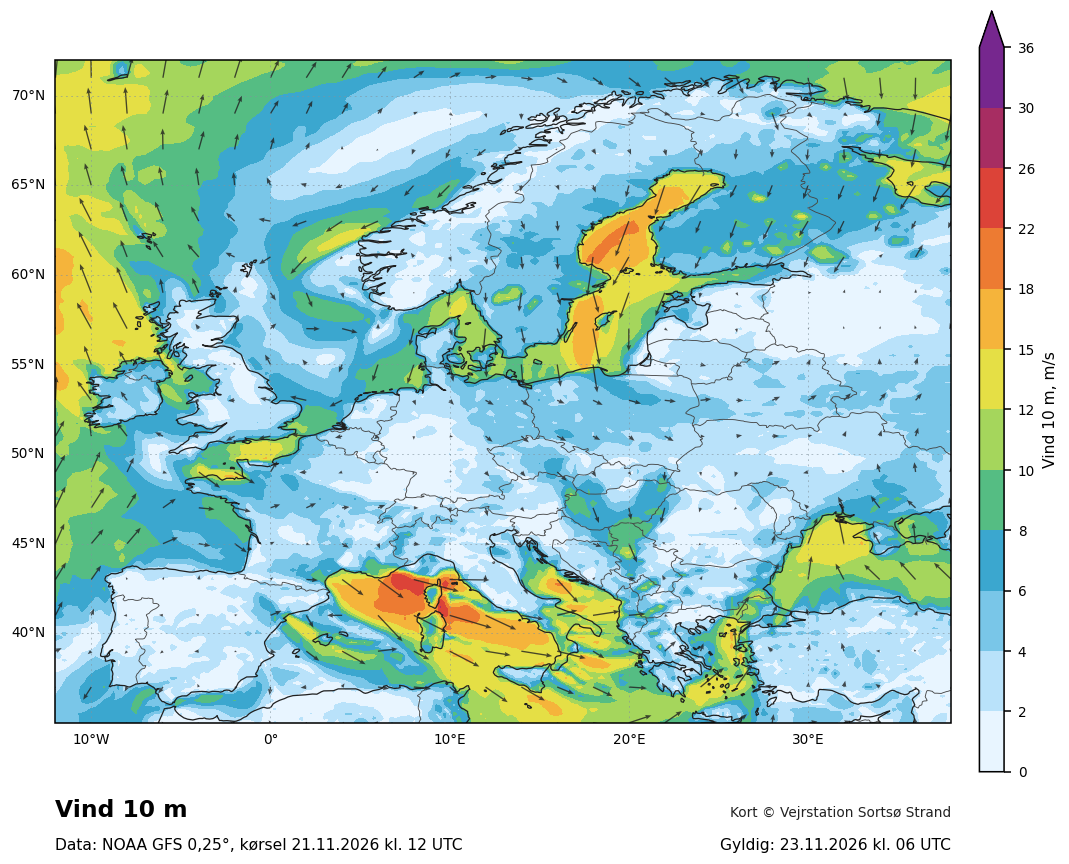 36
30
26
22
18
15
12
10
8
6
4
2
0
Vind 10 m, m/s
70°N
65°N
60°N
55°N
50°N
45°N
40°N
10°W
0°
10°E
20°E
30°E
Vind 10 m
Kort © Vejrstation Sortsø Strand
Data: NOAA GFS 0,25°, kørsel 21.11.2026 kl. 12 UTC
Gyldig: 23.11.2026 kl. 06 UTC